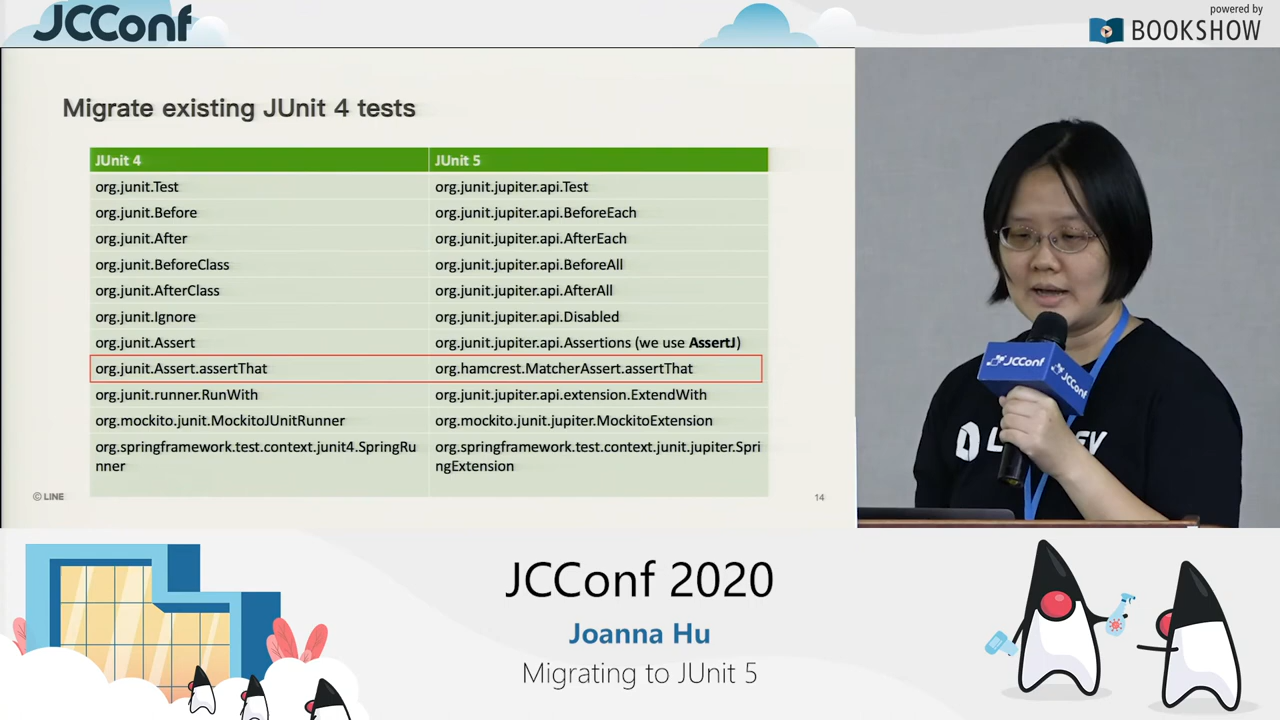 JCConf
powered by
BOOKSHOW
Migrate existing JUnit 4 tests
JUnit 4 JUnit 5
org.junit.Test org.junit.jupiter.api.Test
org.junit.Before org.junit.jupiter.api.BeforeEach
org.junit.After org.junit.jupiter.api.AfterEach
org.junit.BeforeClass org.junit.jupiter.api.BeforeAll
org.junit.AfterClass org.junit.jupiter.api.AfterAll
org.junit.Ignore org.junit.jupiter.api.Disabled
org.junit.Assert org.junit.jupiter.api.Assertions (we use AssertJ)
org.junit.Assert.assertThat org.hamcrest.MatcherAssert.assertThat
org.junit.runner.RunWith org.junit.jupiter.api.extension.ExtendWith
org.mockito.junit.MockitoJUnitRunner org.mockito.junit.jupiter.MockitoExtension
org.springframework.test.context.junit4.SpringRu org.springframework.test.context.junit.jupiter.Spri
nner ngExtension
© LINE
14
JCConf
JCConf
JCConf 2020
Joanna Hu
Migrating to JUnit 5